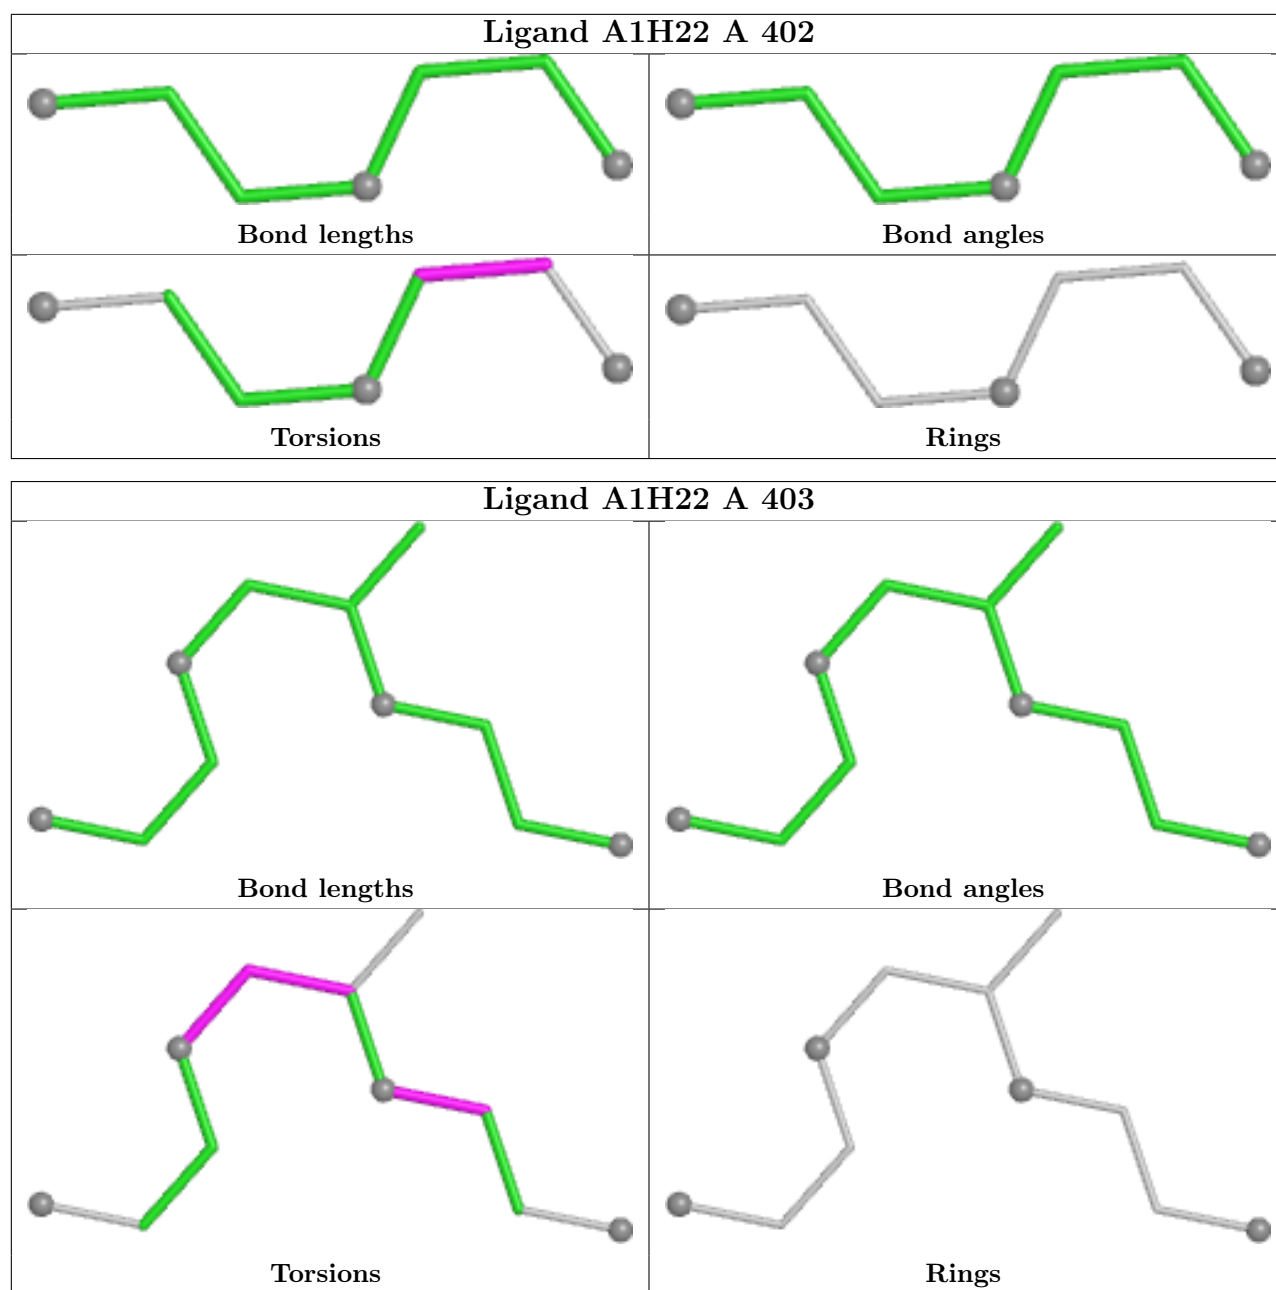 Ligand A1H22 A 402
Bond lengths
Bond angles
Torsions
Rings
Ligand A1H22 A 403
Bond lengths
Bond angles
Torsions
Rings